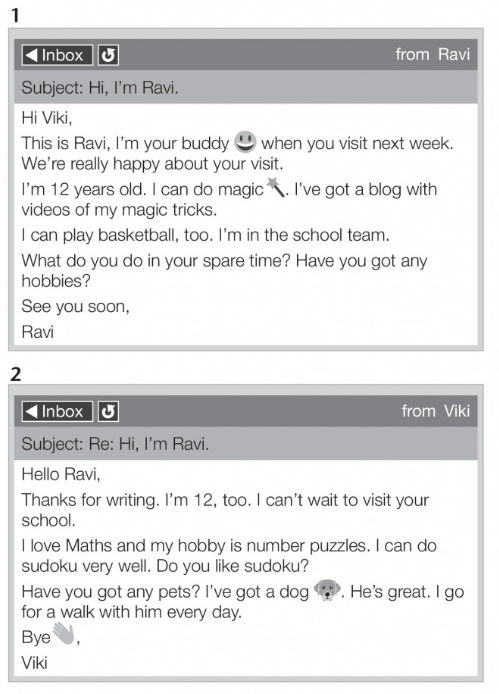 1
Inbox from Ravi
Subject: Hi, I'm Ravi.
Hi Viki,
This is Ravi, I'm your buddy when you visit next week.
We're really happy about your visit.
I'm 12 years old. I can do magic. I've got a blog with
videos of my magic tricks.
I can play basketball, too. I'm in the school team.
What do you do in your spare time? Have you got any
hobbies?
See you soon,
Ravi
2
Inbox from Viki
Subject: Re: Hi, I'm Ravi.
Hello Ravi,
Thanks for writing. I'm 12, too. I can't wait to visit your
school.
I love Maths and my hobby is number puzzles. I can do
sudoku very well. Do you like sudoku?
Have you got any pets? I've got a dog. He's great. I go
for a walk with him every day.
Bye,
Viki